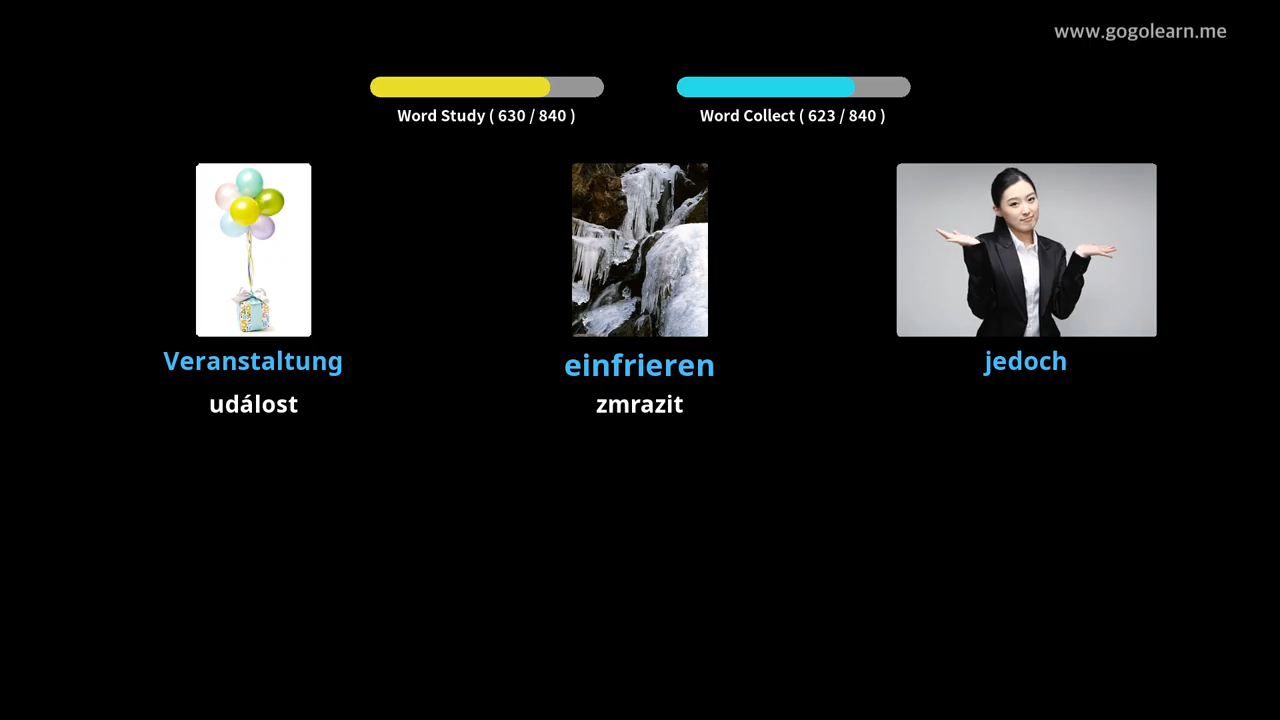 www.gogolearn.me
Word Study ( 630 / 840 )
Word Collect ( 623 / 840 )
Veranstaltung
einfrieren
jedoch
událost
zmrazit